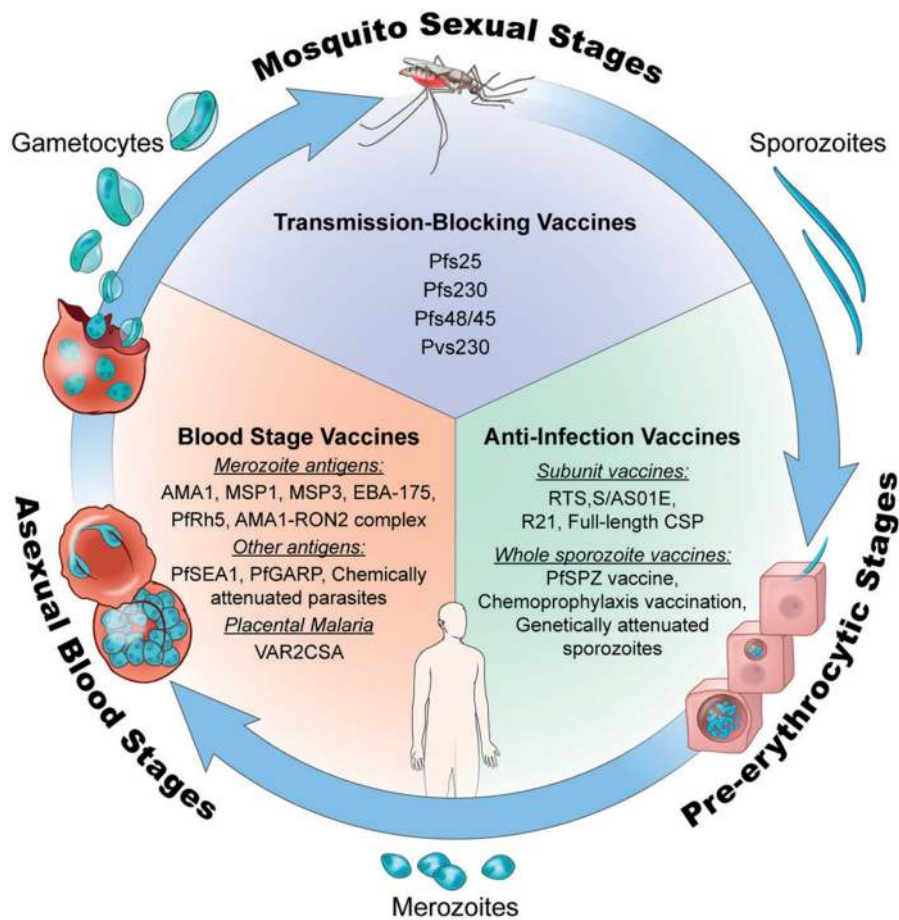 Mosquito Sexual Stages
Gametocytes
Sporozoites
Transmission-Blocking Vaccines
Pfs25
Pfs230
Pfs48/45
Pvs230
Blood Stage Vaccines
Merozoite antigens:
AMA1, MSP1, MSP3, EBA-175,
PfRh5, AMA1-RON2 complex
Other antigens:
PfSEA1, PfGARP, Chemically
attenuated parasites
Placental Malaria
VAR2CSA
Anti-Infection Vaccines
Subunit vaccines:
RTS,S/AS01E,
R21, Full-length CSP
Whole sporozoite vaccines:
PfSPZ vaccine,
Chemoprophylaxis vaccination,
Genetically attenuated
sporozoites
Asexual Blood Stages
Pre-erythrocytic Stages
Merozoites